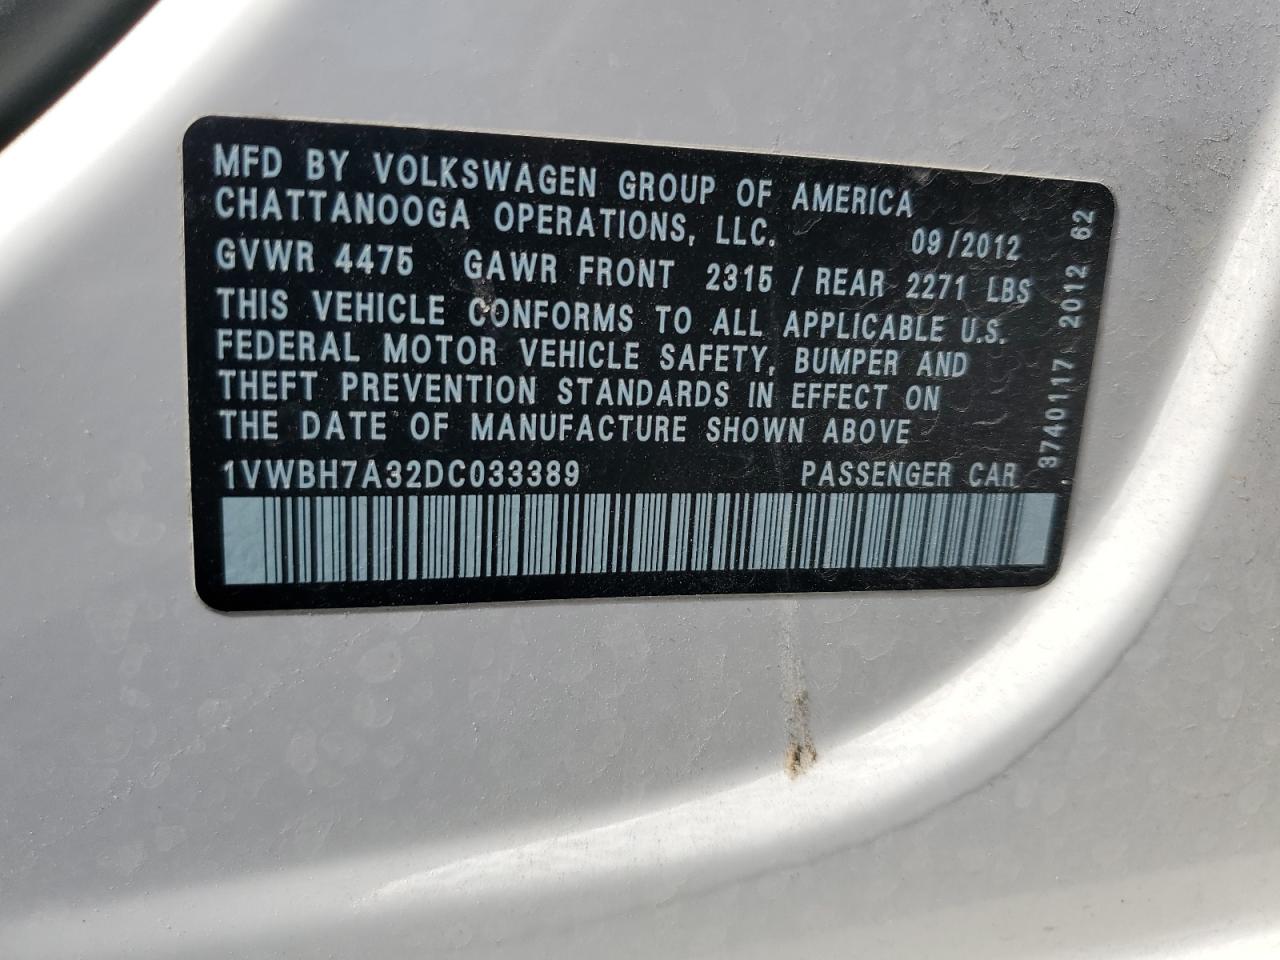 MFD BY VOLKSWAGEN GROUP OF AMERICA
CHATTANOOGA OPERATIONS, LLC. 09/2012
GVWR 4475 GAWR FRONT 2315 / REAR 2271 LBS
THIS VEHICLE CONFORMS TO ALL APPLICABLE U.S.
FEDERAL MOTOR VEHICLE SAFETY, BUMPER AND
THEFT PREVENTION STANDARDS IN EFFECT ON
THE DATE OF MANUFACTURE SHOWN ABOVE
1VWBH7A32DC033389 PASSENGER CAR
3740117 2012 62